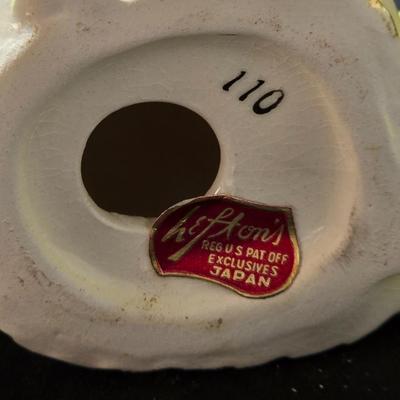 110
Lefton's
REG U S PAT OFF
EXCLUSIVES
JAPAN